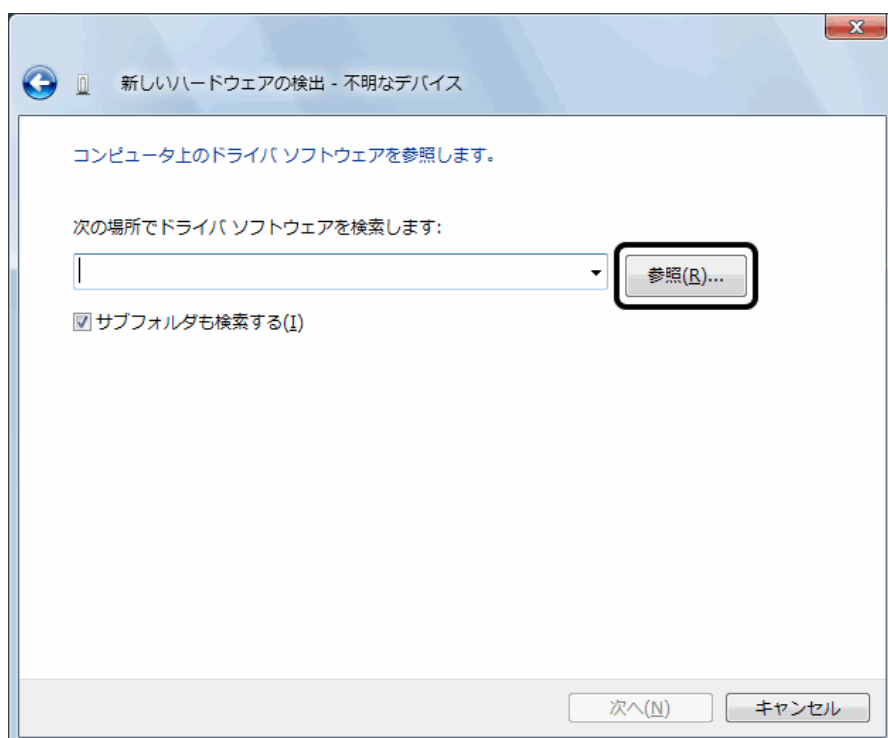 新しいハードウェアの検出 - 不明なデバイス
コンピュータ上のドライバ ソフトウェアを参照します。
次の場所でドライバ ソフトウェアを検索します:
参照(R)...
サブフォルダも検索する(I)
次へ(N) キャンセル